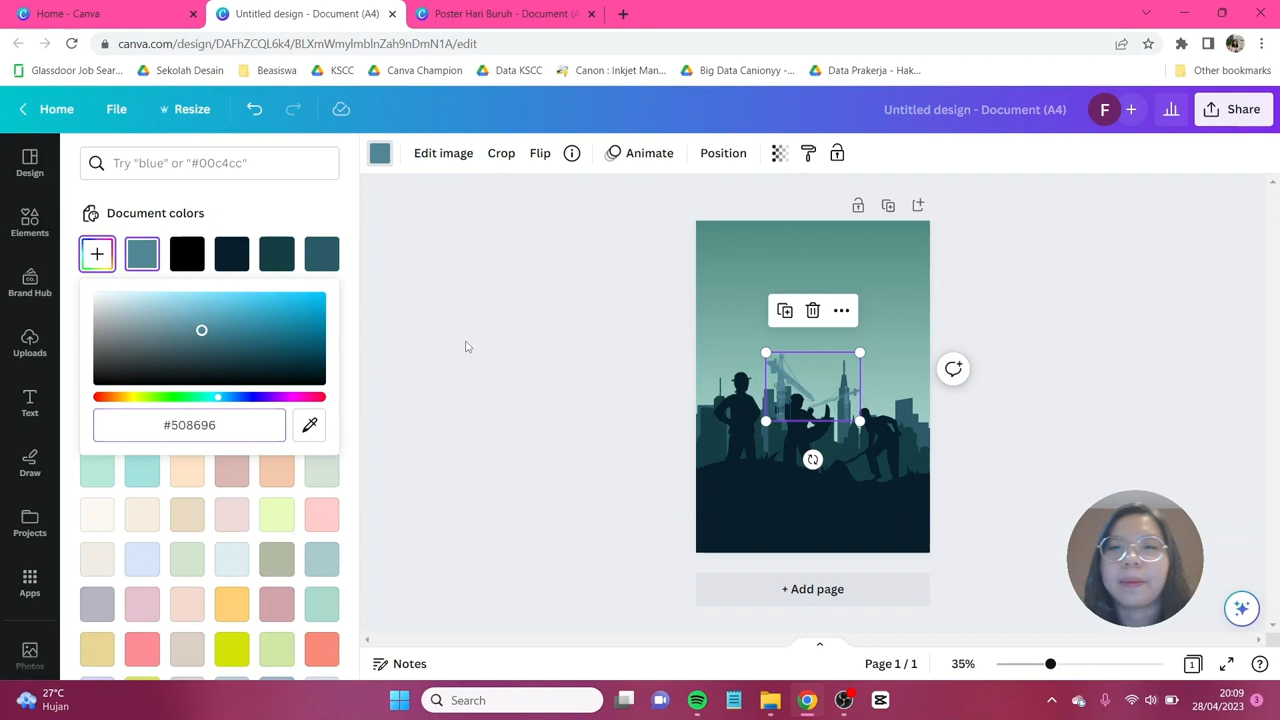 Home - Canva
Untitled design - Document (A4)
Poster Hari Buruh - Document (A
canva.com/design/DAFhZCQL6k4/BLXmWmylmblnZah9nDmN1A/edit
Glassdoor Job Sear...
Sekolah Desain
Beasiswa
KSCC
Canva Champion
Data KSCC
Canon : Inkjet Man...
Big Data Canionyy -...
Data Prakerja - Hak...
Other bookmarks
Home
File
Resize
Untitled design - Document (A4)
F
Share
Design
Elements
Brand Hub
Uploads
Text
Draw
Projects
Apps
Photos
Try "blue" or "#00c4cc"
Document colors
#508696
Edit image
Crop
Flip
Animate
Position
+ Add page
Notes
Page 1 / 1
35%
1
27°C
Hujan
Search
20:09
28/04/2023
3